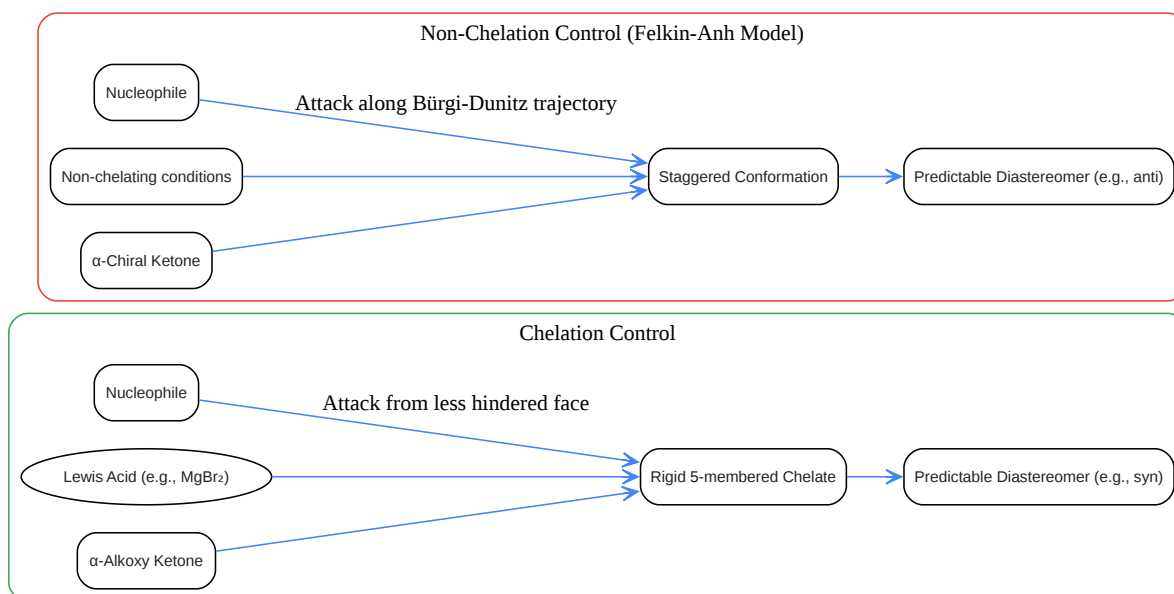 Non-Chelation Control (Felkin-Anh Model)
Nucleophile
Attack along Bürgi-Dunitz trajectory
Non-chelating conditions
Staggered Conformation
Predictable Diastereomer (e.g., anti)
α-Chiral Ketone
Chelation Control
Nucleophile
Attack from less hindered face
Lewis Acid (e.g., MgBr₂)
Rigid 5-membered Chelate
Predictable Diastereomer (e.g., syn)
α-Alkoxy Ketone